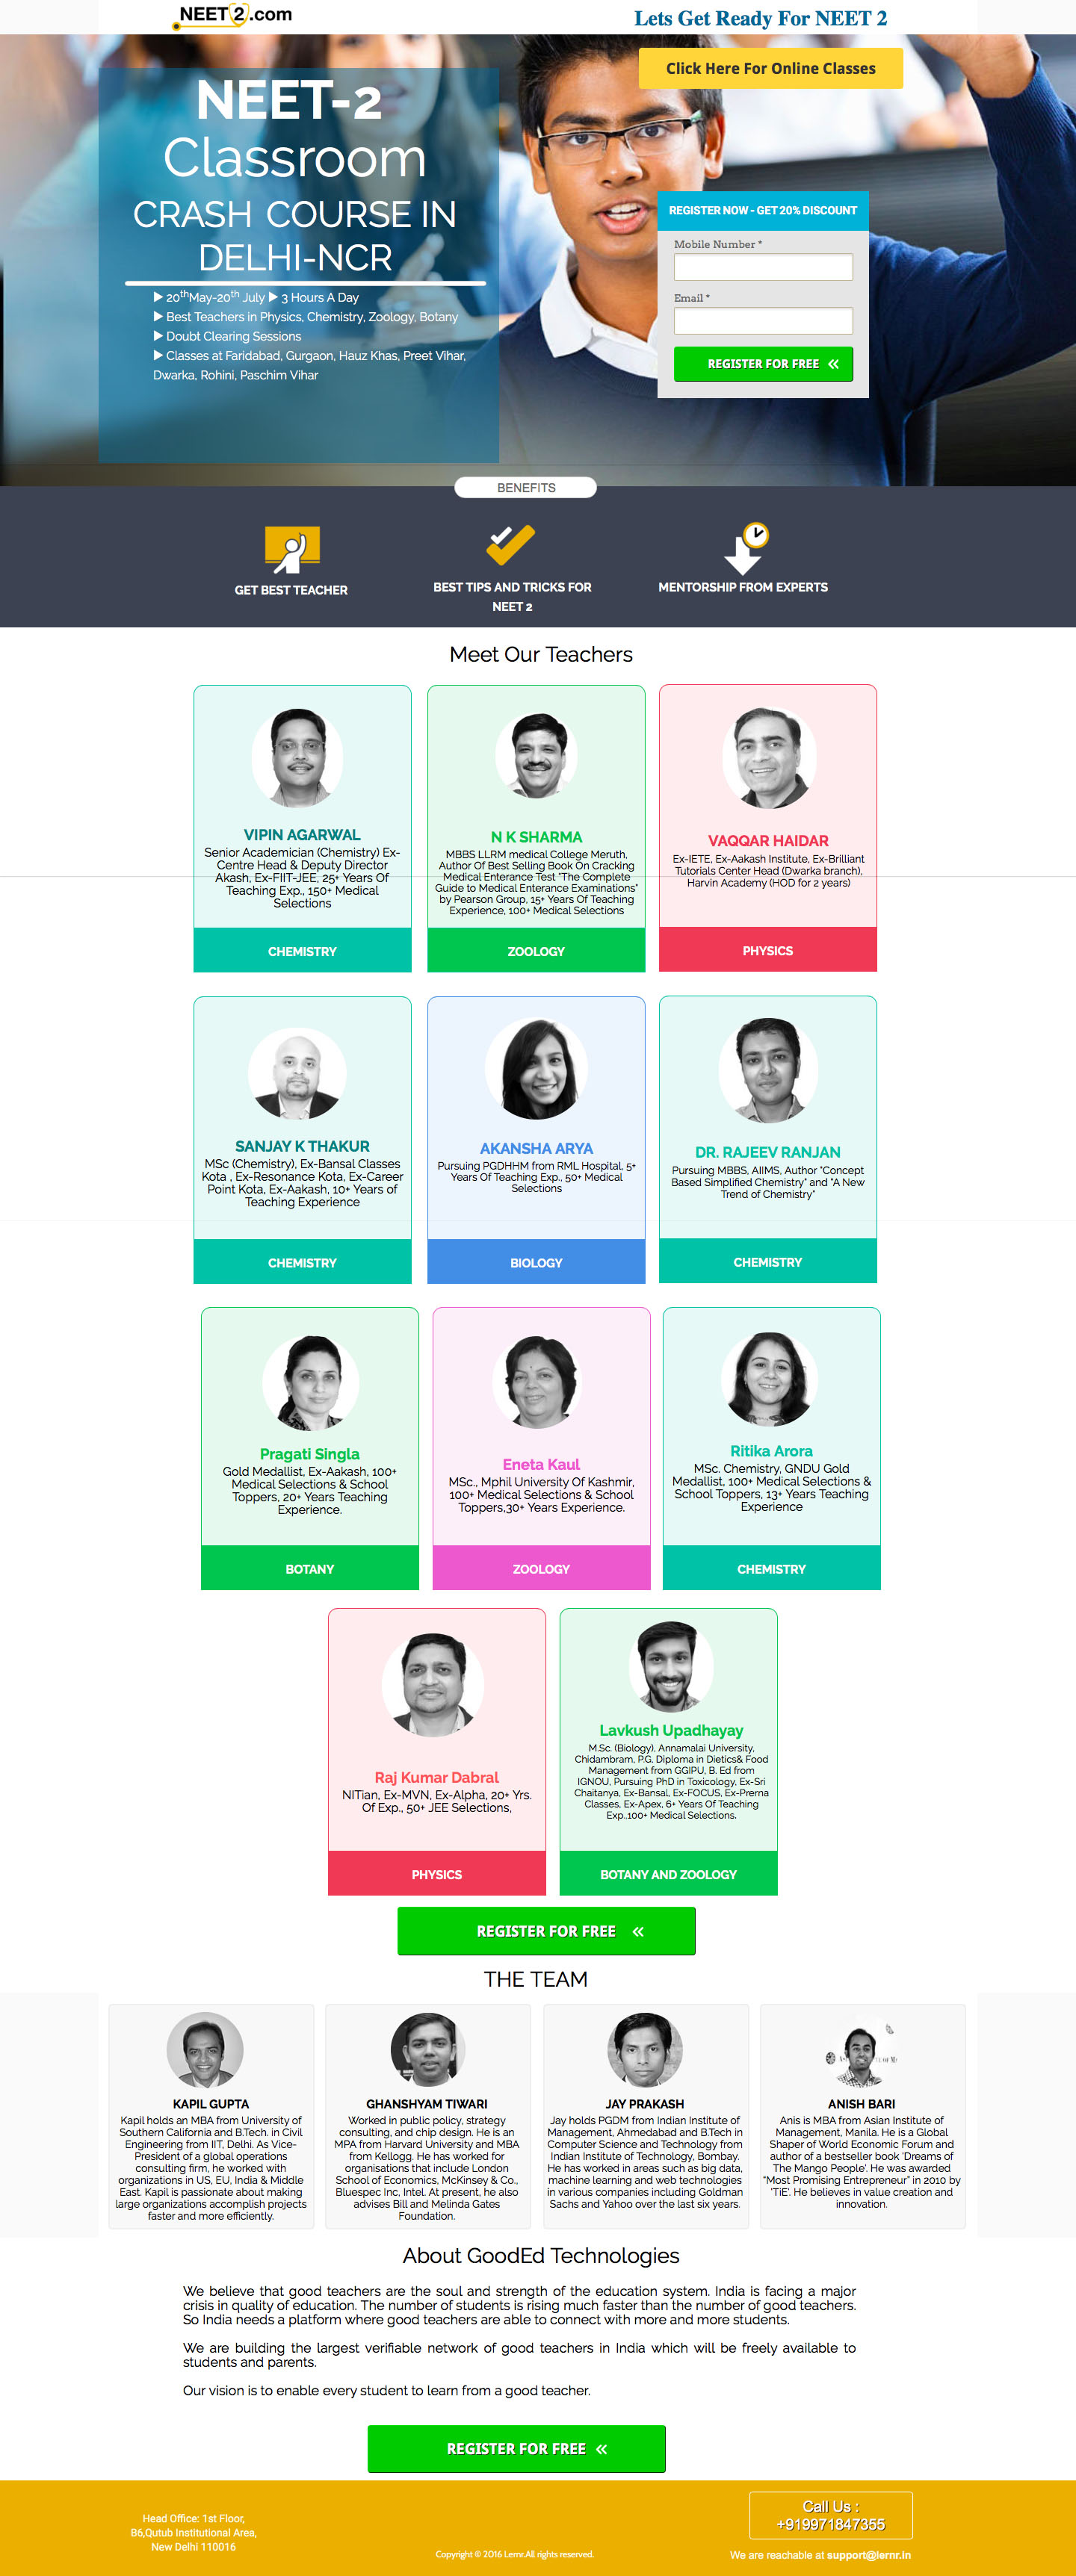 NEET 2 .com
Lets Get Ready For NEET 2
Click Here For Online Classes
NEET-2
Classroom
CRASH COURSE IN
DELHI-NCR
▶ 20thMay-20th July ▶ 3 Hours A Day
▶ Best Teachers in Physics, Chemistry, Zoology, Botany
▶ Doubt Clearing Sessions
▶ Classes at Faridabad, Gurgaon, Hauz Khas, Preet Vihar,
Dwarka, Rohini, Paschim Vihar
REGISTER NOW - GET 20% DISCOUNT
Mobile Number *
Email *
REGISTER FOR FREE «
BENEFITS
GET BEST TEACHER
BEST TIPS AND TRICKS FOR
NEET 2
MENTORSHIP FROM EXPERTS
Meet Our Teachers
VIPIN AGARWAL
Senior Academician (Chemistry) Ex-
Centre Head & Deputy Director
Akash, Ex-FIIT-JEE, 25+ Years Of
Teaching Exp., 150+ Medical
Selections
CHEMISTRY
N K SHARMA
MBBS LLRM medical College Meruth,
Author Of Best Selling Book On Cracking
Medical Enterance Test "The Complete
Guide to Medical Enterance Examinations"
by Pearson Group, 15+ Years Of Teaching
Experience, 100+ Medical Selections
ZOOLOGY
VAQQAR HAIDAR
Ex-IETE, Ex-Aakash Institute, Ex-Brilliant
Tutorials Center Head (Dwarka branch),
Harvin Academy (HOD for 2 years)
PHYSICS
SANJAY K THAKUR
MSc (Chemistry), Ex-Bansal Classes
Kota , Ex-Resonance Kota, Ex-Career
Point Kota, Ex-Aakash, 10+ Years of
Teaching Experience
CHEMISTRY
AKANSHA ARYA
Pursuing PGDHHM from RML Hospital, 5+
Years Of Teaching Exp., 50+ Medical
Selections
BIOLOGY
DR. RAJEEV RANJAN
Pursuing MBBS, AIIMS, Author "Concept
Based Simplified Chemistry" and "A New
Trend of Chemistry"
CHEMISTRY
Pragati Singla
Gold Medallist, Ex-Aakash, 100+
Medical Selections & School
Toppers, 20+ Years Teaching
Experience.
BOTANY
Eneta Kaul
MSc., Mphil University Of Kashmir,
100+ Medical Selections & School
Toppers,30+ Years Experience.
ZOOLOGY
Ritika Arora
MSc. Chemistry, GNDU Gold
Medallist, 100+ Medical Selections &
School Toppers, 13+ Years Teaching
Experience
CHEMISTRY
Raj Kumar Dabral
NITian, Ex-MVN, Ex-Alpha, 20+ Yrs.
Of Exp., 50+ JEE Selections,
PHYSICS
Lavkush Upadhayay
M.Sc. (Biology), Annamalai University,
Chidambram, P.G. Diploma in Dietics& Food
Management from GGIPU, B. Ed from
IGNOU, Pursuing PhD in Toxicology, Ex-Sri
Chaitanya, Ex-Bansal, Ex-FOCUS, Ex-Prerna
Classes, Ex-Apex, 6+ Years Of Teaching
Exp.,100+ Medical Selections.
BOTANY AND ZOOLOGY
REGISTER FOR FREE «
THE TEAM
KAPIL GUPTA
Kapil holds an MBA from University of
Southern California and B.Tech. in Civil
Engineering from IIT, Delhi. As Vice-
President of a global operations
consulting firm, he worked with
organizations in US, EU, India & Middle
East. Kapil is passionate about making
large organizations accomplish projects
faster and more efficiently.
GHANSHYAM TIWARI
Worked in public policy, strategy
consulting, and chip design. He is an
MPA from Harvard University and MBA
from Kellogg. He has worked for
organisations that include London
School of Economics, McKinsey & Co.,
Bluespec Inc, Intel. At present, he also
advises Bill and Melinda Gates
Foundation.
JAY PRAKASH
Jay holds PGDM from Indian Institute of
Management, Ahmedabad and B.Tech in
Computer Science and Technology from
Indian Institute of Technology, Bombay.
He has worked in areas such as big data,
machine learning and web technologies
in various companies including Goldman
Sachs and Yahoo over the last six years.
ANISH BARI
Anis is MBA from Asian Institute of
Management, Manila. He is a Global
Shaper of World Economic Forum and
author of a bestseller book 'Dreams of
The Mango People'. He was awarded
"Most Promising Entrepreneur" in 2010 by
'TiE'. He believes in value creation and
innovation.
About GoodEd Technologies
We believe that good teachers are the soul and strength of the education system. India is facing a major
crisis in quality of education. The number of students is rising much faster than the number of good teachers.
So India needs a platform where good teachers are able to connect with more and more students.
We are building the largest verifiable network of good teachers in India which will be freely available to
students and parents.
Our vision is to enable every student to learn from a good teacher.
REGISTER FOR FREE «
Head Office: 1st Floor,
B6,Qutub Institutional Area,
New Delhi 110016
Copyright © 2016 Lernr.All rights reserved.
Call Us :
+919971847355
We are reachable at support@lernr.in